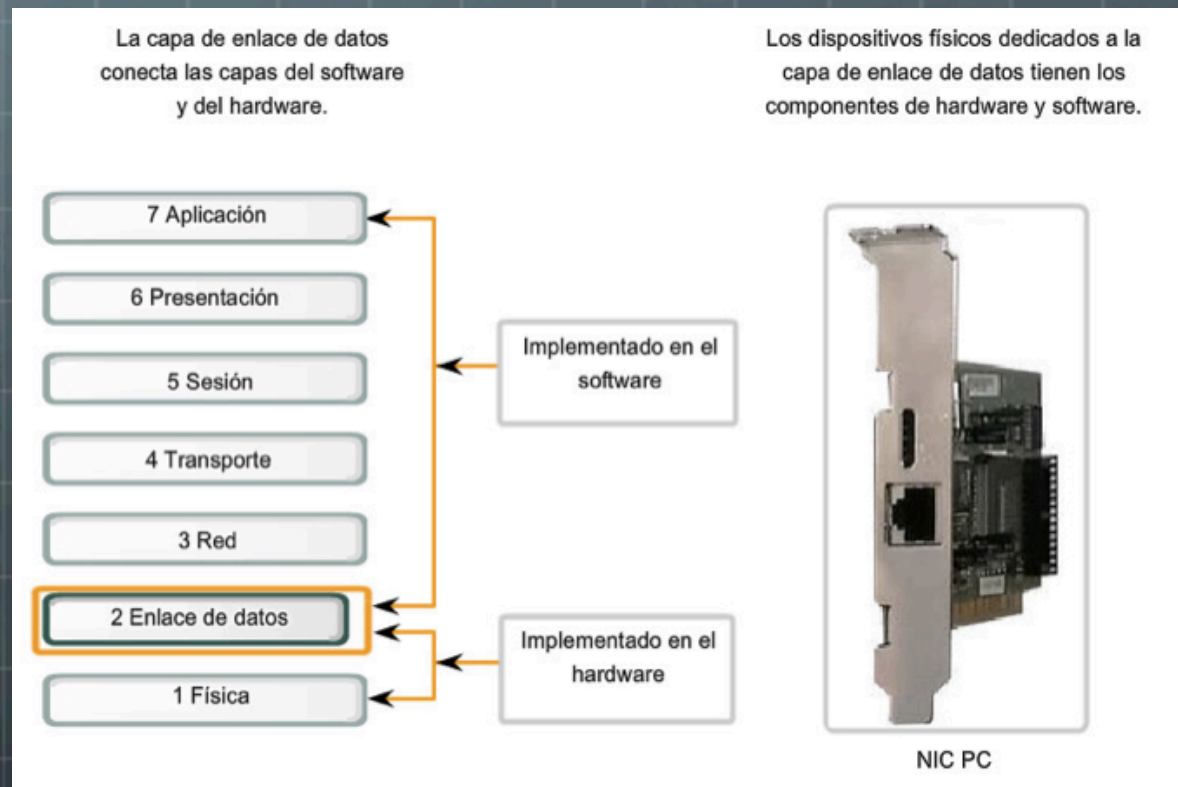 La capa de enlace de datos
conecta las capas del software
y del hardware.
Los dispositivos físicos dedicados a la
capa de enlace de datos tienen los
componentes de hardware y software.
7 Aplicación
6 Presentación
5 Sesión
4 Transporte
3 Red
2 Enlace de datos
1 Física
Implementado en el
software
Implementado en el
hardware
NIC PC